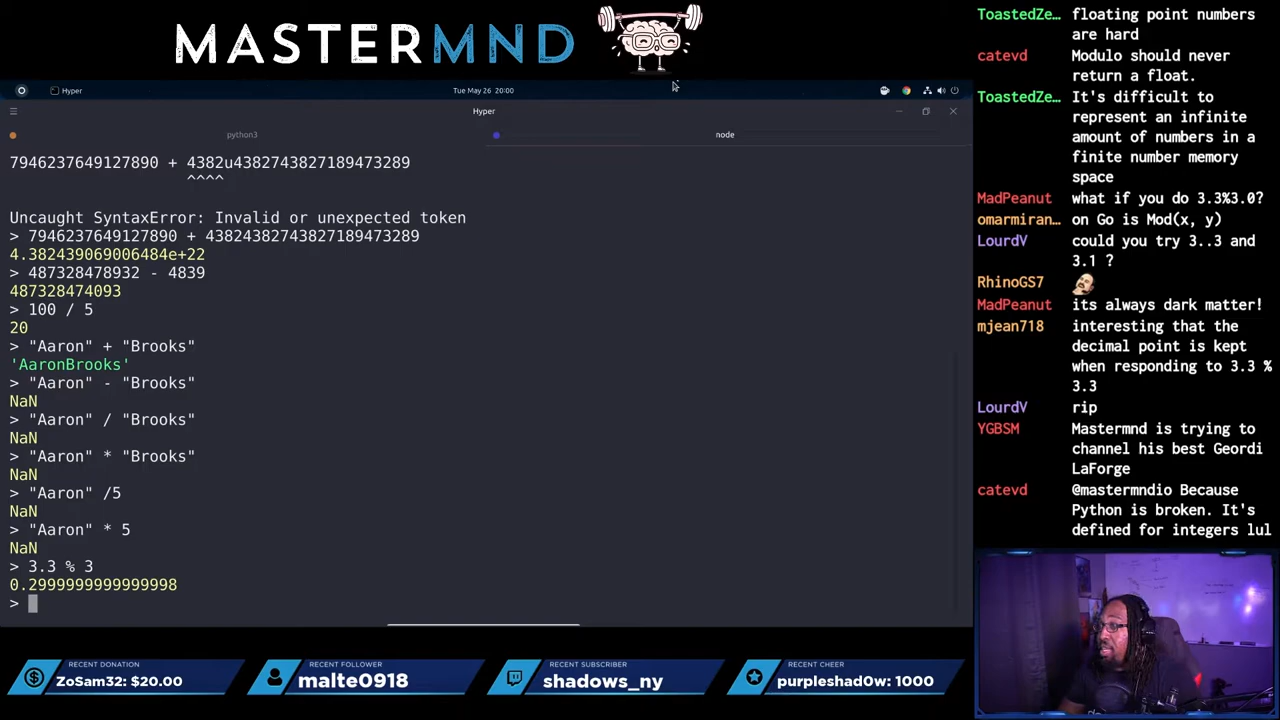 MASTERMND
Hyper
Tue May 26 20:00
Hyper
python3
node
7946237649127890 + 4382u4382743827189473289
^^^^
Uncaught SyntaxError: Invalid or unexpected token
> 7946237649127890 + 43824382743827189473289
4.382439069006484e+22
> 487328478932 - 4839
487328474093
> 100 / 5
20
> "Aaron" + "Brooks"
'AaronBrooks'
> "Aaron" - "Brooks"
NaN
> "Aaron" / "Brooks"
NaN
> "Aaron" * "Brooks"
NaN
> "Aaron" /5
NaN
> "Aaron" * 5
NaN
> 3.3 % 3
0.2999999999999998
>
ToastedZe… floating point numbers
are hard
catevd Modulo should never
return a float.
ToastedZe… It's difficult to
represent an infinite
amount of numbers in a
finite number memory
space
MadPeanut what if you do 3.3%3.0?
omarmiran… on Go is Mod(x, y)
LourdV could you try 3..3 and
3.1 ?
RhinoGS7
MadPeanut its always dark matter!
mjean718 interesting that the
decimal point is kept
when responding to 3.3 %
3.3
LourdV rip
YGBSM Mastermnd is trying to
channel his best Geordi
LaForge
catevd @mastermndio Because
Python is broken. It's
defined for integers lul
RECENT DONATION
ZoSam32: $20.00
RECENT FOLLOWER
malte0918
RECENT SUBSCRIBER
shadows_ny
RECENT CHEER
purpleshad0w: 1000